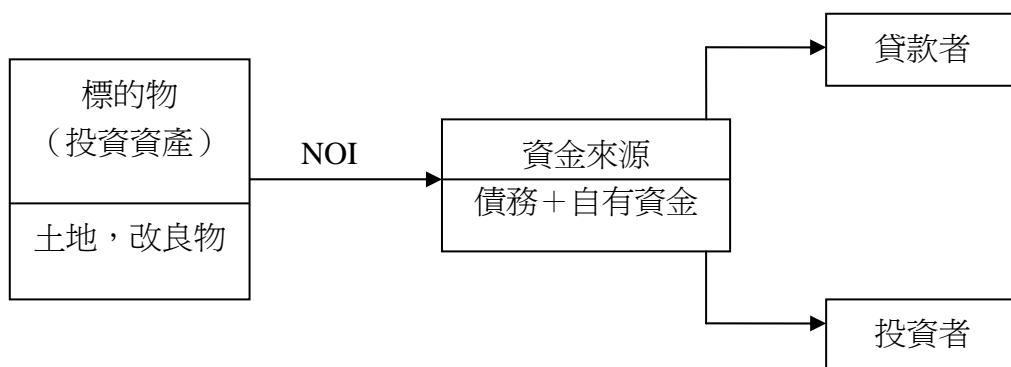 標的物
(投資資產)
土地，改良物
NOI
資金來源
債務＋自有資金
貸款者
投資者